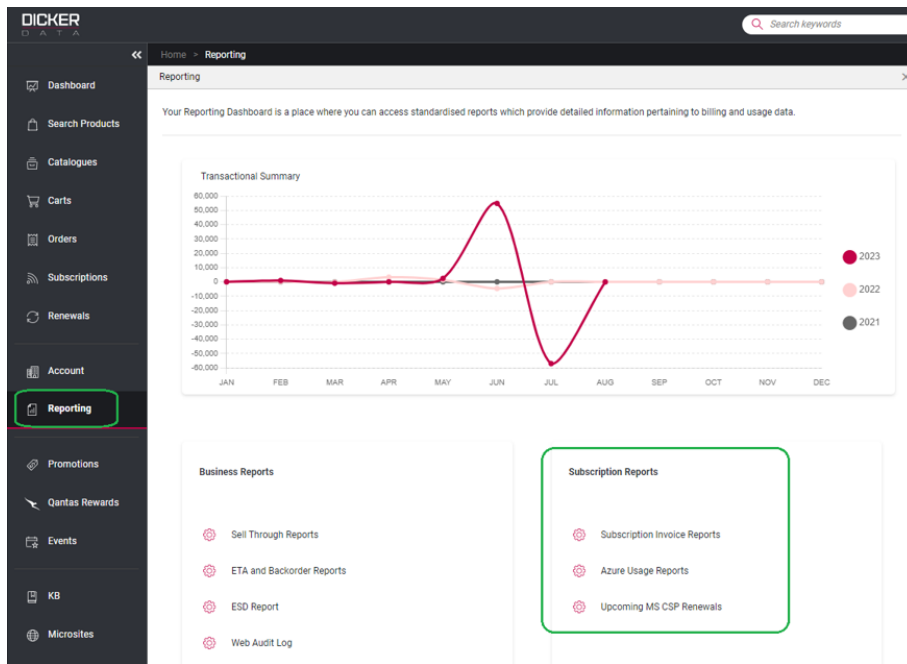 DICKER
DATA
Search keywords
Home > Reporting
Dashboard
Search Products
Catalogues
Carts
Orders
Subscriptions
Renewals
Account
Reporting
Promotions
Qantas Rewards
Events
KB
Microsites
Reporting
Your Reporting Dashboard is a place where you can access standardised reports which provide detailed information pertaining to billing and usage data.
Transactional Summary
60,000
50,000
40,000
30,000
20,000
10,000
0
-10,000
-20,000
-30,000
-40,000
-50,000
-60,000
JAN FEB MAR APR MAY JUN JUL AUG SEP OCT NOV DEC
2023
2022
2021
Business Reports
Sell Through Reports
ETA and Backorder Reports
ESD Report
Web Audit Log
Subscription Reports
Subscription Invoice Reports
Azure Usage Reports
Upcoming MS CSP Renewals